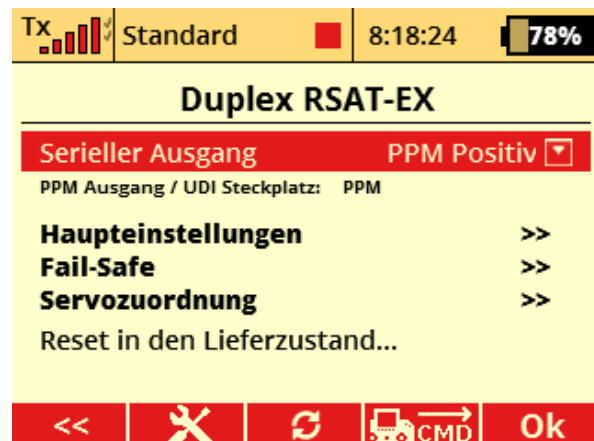 Tx Standard 8:18:24 78%
Duplex RSAT-EX
Serieller Ausgang PPM Positiv
PPM Ausgang / UDI Steckplatz: PPM
Haupteinstellungen >>
Fail-Safe >>
Servozuordnung >>
Reset in den Lieferzustand...
<< CMD Ok